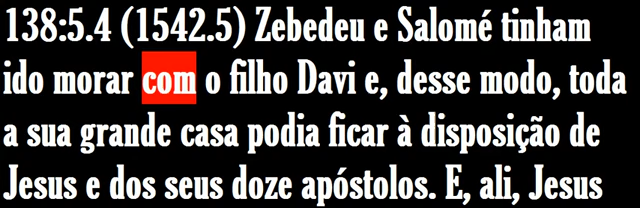 138:5.4 (1542.5) Zebedeu e Salomé tinham
ido morar com o filho Davi e, desse modo, toda
a sua grande casa podia ficar à disposição de
Jesus e dos seus doze apóstolos. E, ali, Jesus